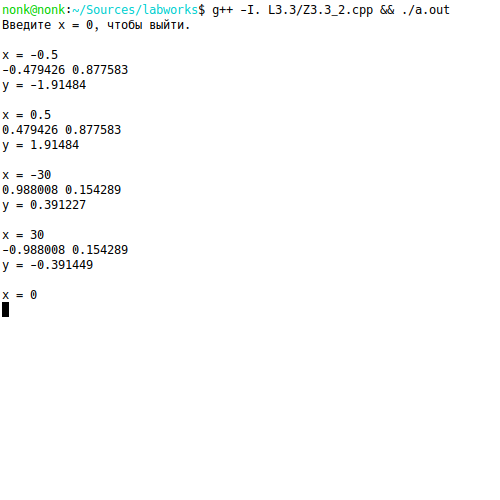 nonk@nonk:~/Sources/labworks$ g++ -I. L3.3/Z3.3_2.cpp && ./a.out
Введите x = 0, чтобы выйти.
x = -0.5
-0.479426 0.877583
y = -1.91484
x = 0.5
0.479426 0.877583
y = 1.91484
x = -30
0.988008 0.154289
y = 0.391227
x = 30
-0.988008 0.154289
y = -0.391449
x = 0